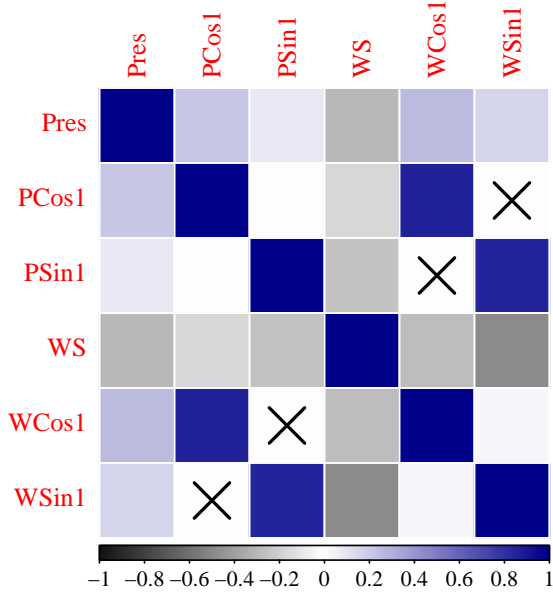 Pres PCos1 PSin1 WS WCos1 WSin1
Pres
PCos1
PSin1
WS
WCos1
WSin1
−1 −0.8 −0.6 −0.4 −0.2 0 0.2 0.4 0.6 0.8 1